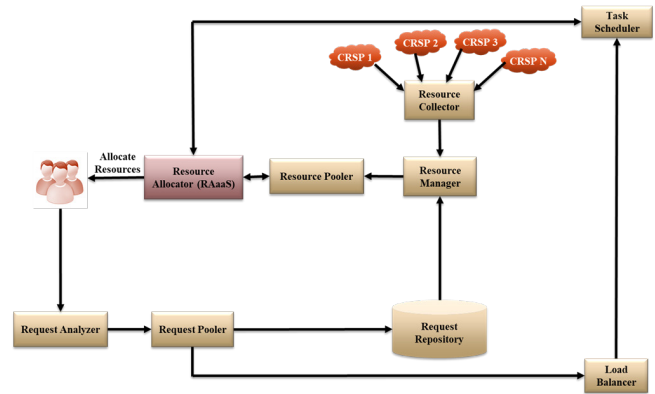 Task
Scheduler
CRSP 1
CRSP 2
CRSP 3
CRSP N
Resource
Collector
Allocate
Resources
Resource
Allocator (RAaaS)
Resource Pooler
Resource
Manager
Request Analyzer
Request Pooler
Request
Repository
Load
Balancer